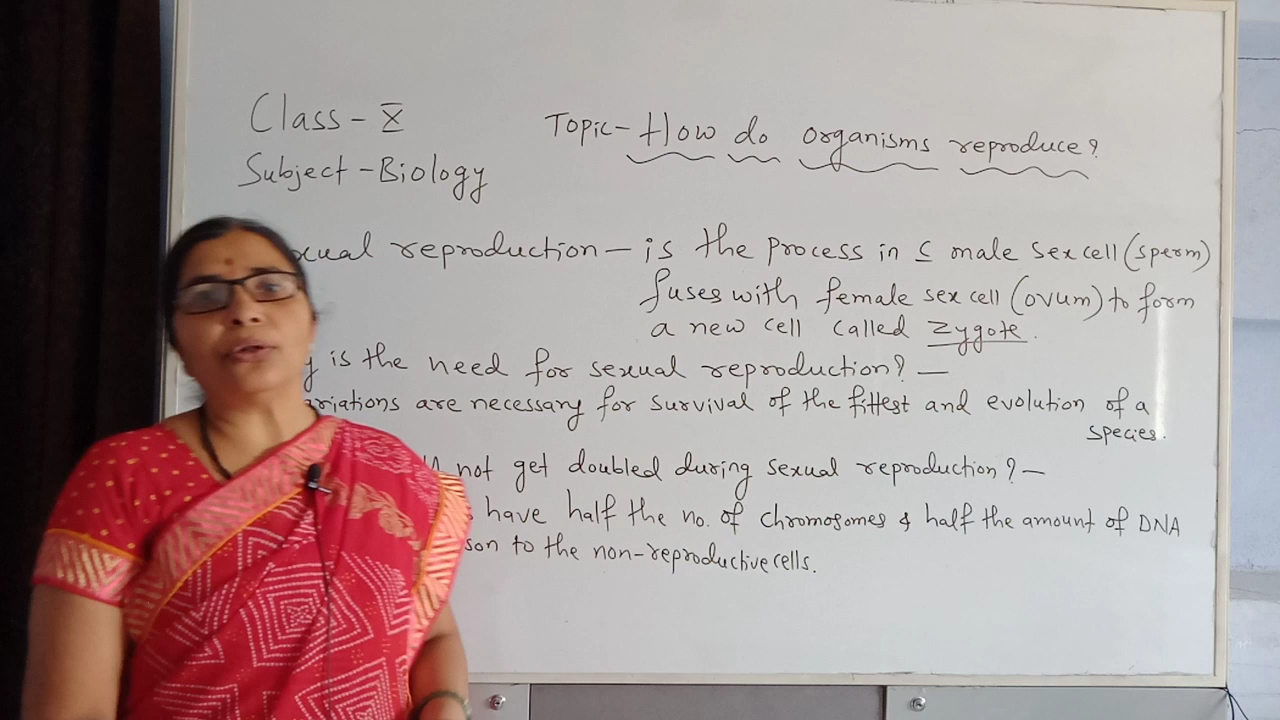 Class - X
Subject - Biology
Topic - How do organisms reproduce?
reproduction — is the process in c male sex cell (sperm)
fuses with female sex cell (ovum) to form
a new cell called zygote.
is the need for sexual reproduction? —
are necessary for survival of the fittest and evolution of a
species.
not get doubled during sexual reproduction? —
have half the no. of chromosomes & half the amount of DNA
to the non-reproductive cells.